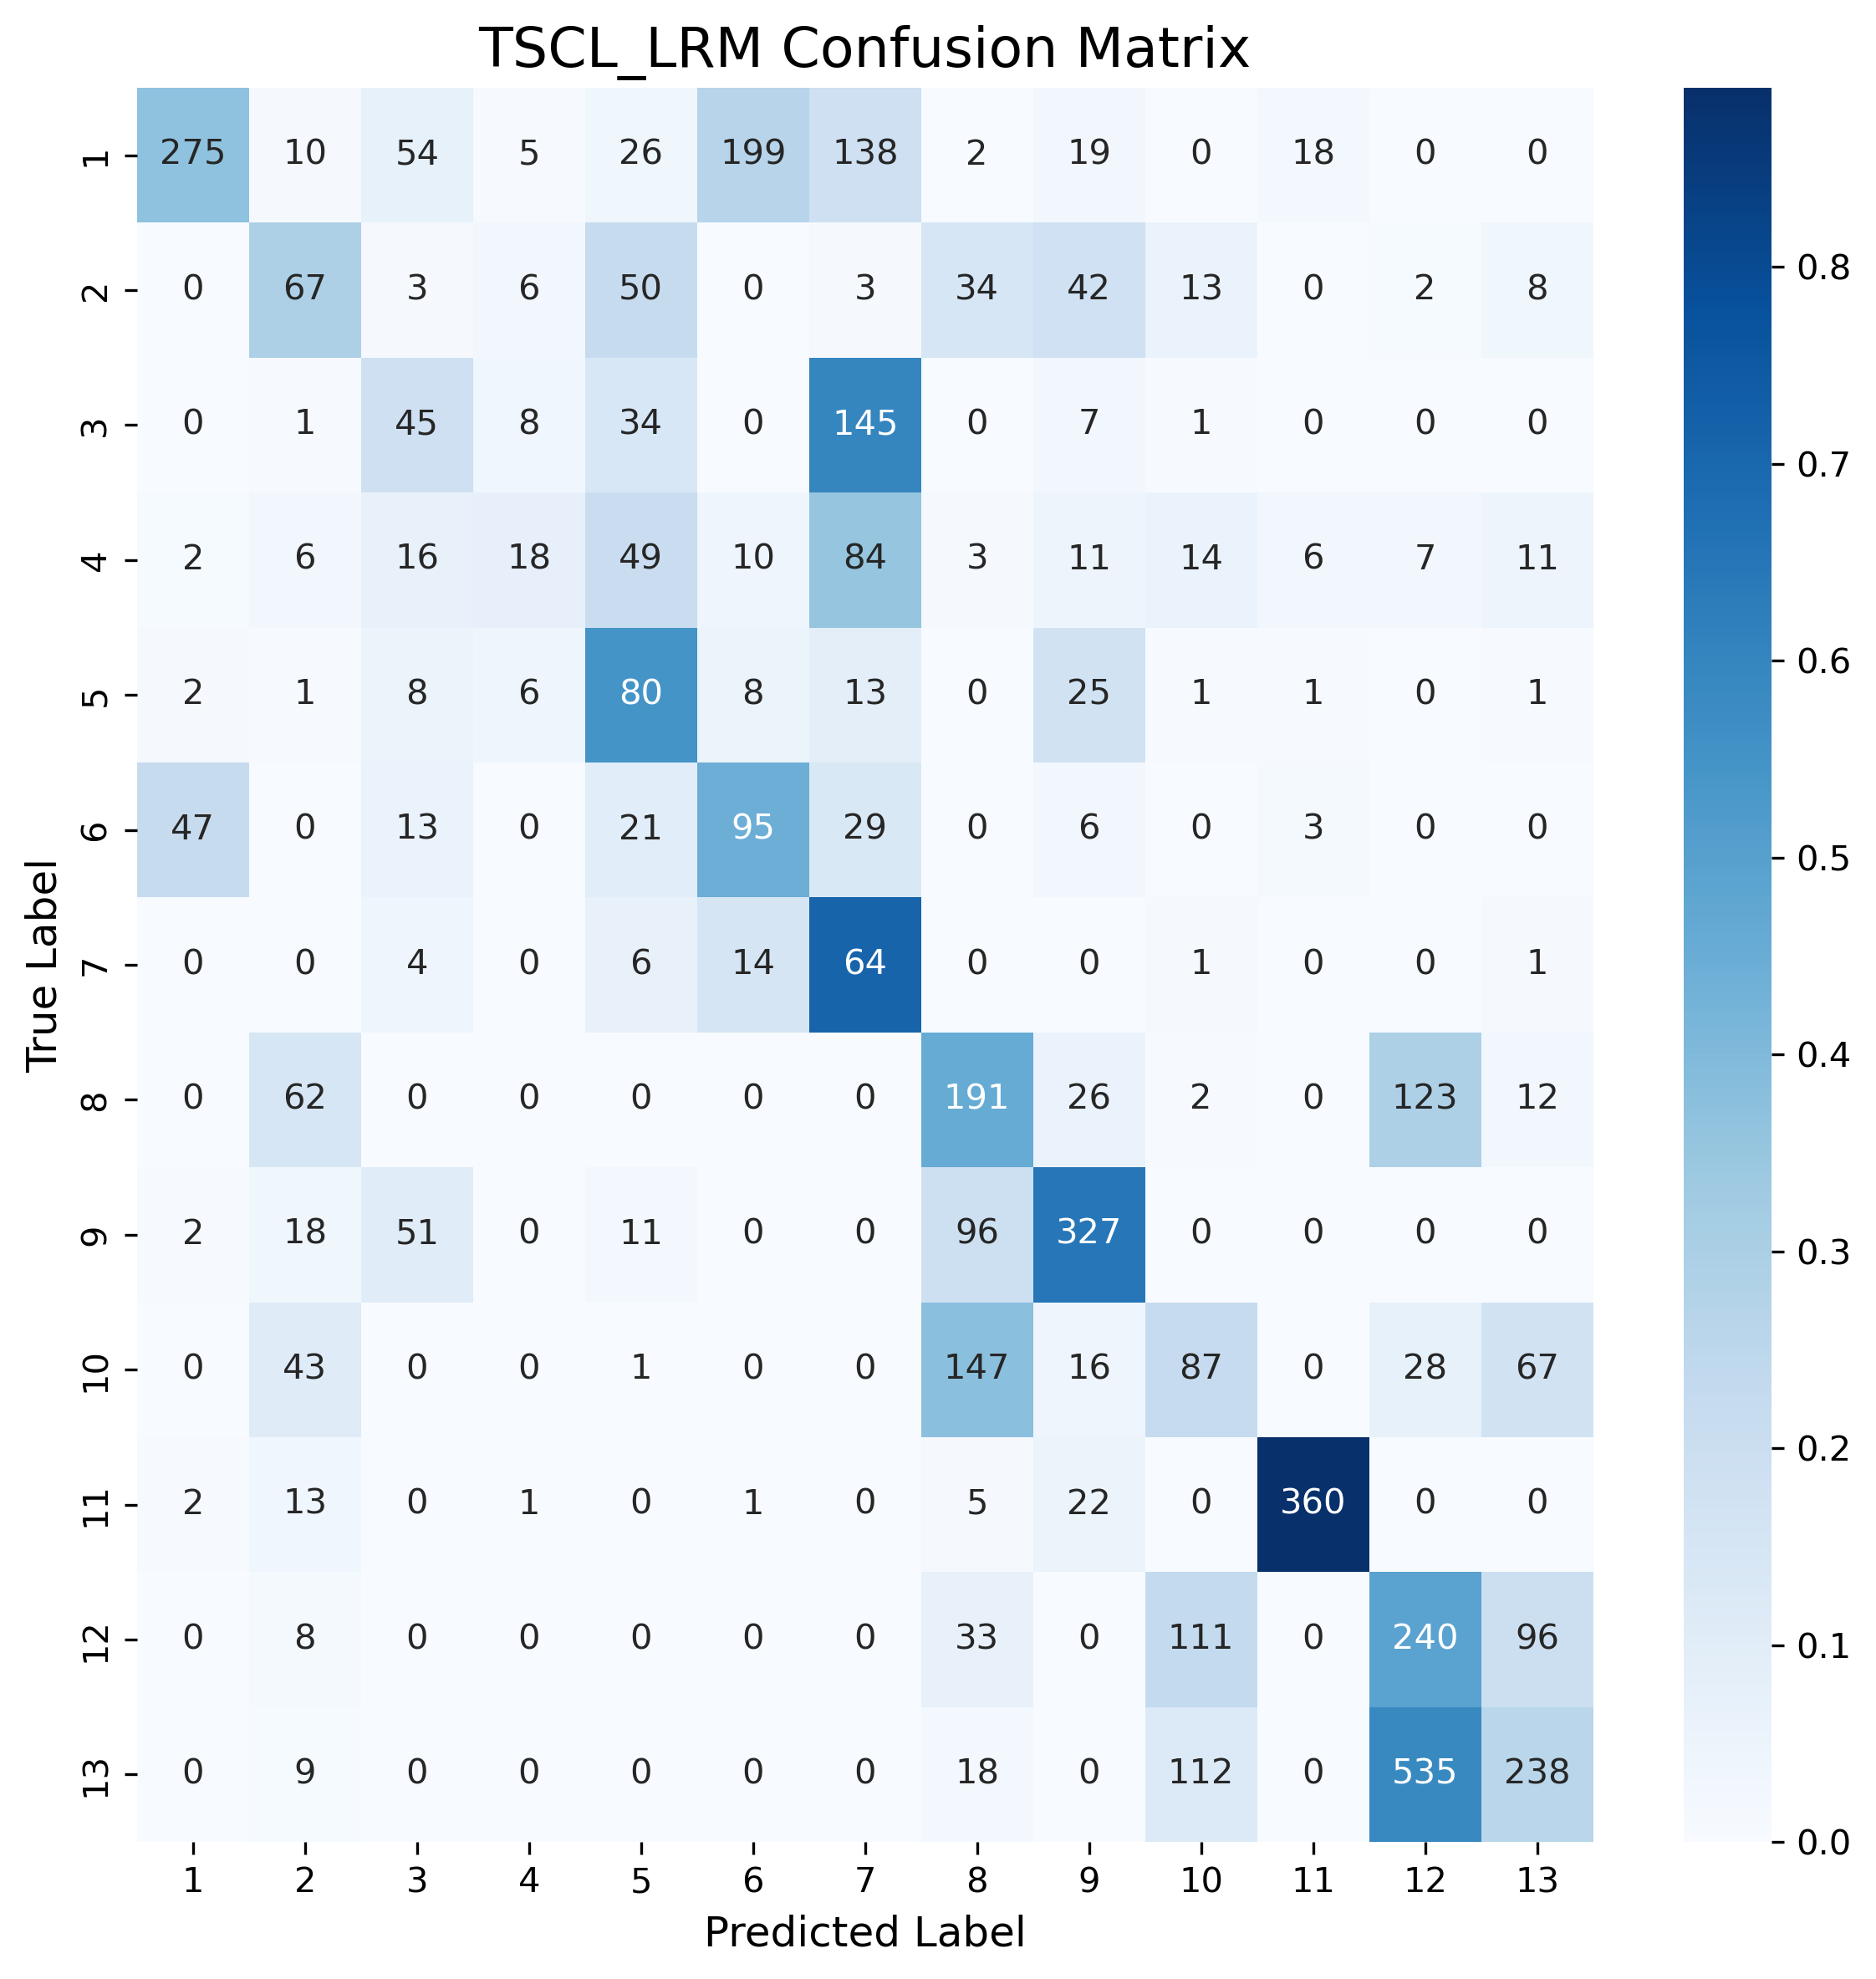 TSCL_LRM Confusion Matrix
1 275 10 54 5 26 199 138 2 19 0 18 0 0
2 0 67 3 6 50 0 3 34 42 13 0 2 8
3 0 1 45 8 34 0 145 0 7 1 0 0 0
4 2 6 16 18 49 10 84 3 11 14 6 7 11
5 2 1 8 6 80 8 13 0 25 1 1 0 1
6 47 0 13 0 21 95 29 0 6 0 3 0 0
7 0 0 4 0 6 14 64 0 0 1 0 0 1
8 0 62 0 0 0 0 0 191 26 2 0 123 12
9 2 18 51 0 11 0 0 96 327 0 0 0 0
10 0 43 0 0 1 0 0 147 16 87 0 28 67
11 2 13 0 1 0 1 0 5 22 0 360 0 0
12 0 8 0 0 0 0 0 33 0 111 0 240 96
13 0 9 0 0 0 0 0 18 0 112 0 535 238
1 2 3 4 5 6 7 8 9 10 11 12 13
Predicted Label
True Label
0.8
0.7
0.6
0.5
0.4
0.3
0.2
0.1
0.0